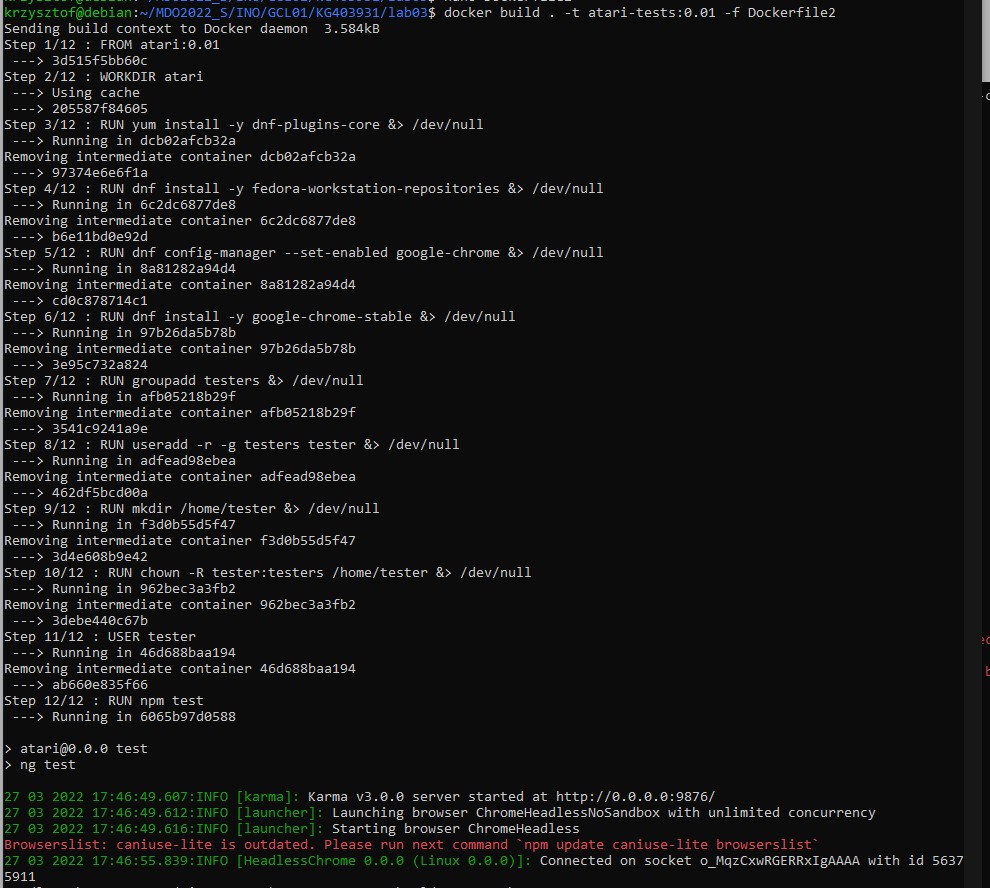 krzysztof@debian:~/MDO2022_S/INO/GCL01/KG403931/lab03$ docker build . -t atari-tests:0.01 -f Dockerfile2
Sending build context to Docker daemon  3.584kB
Step 1/12 : FROM atari:0.01
 ---> 3d515f5bb60c
Step 2/12 : WORKDIR atari
 ---> Using cache
 ---> 205587f84605
Step 3/12 : RUN yum install -y dnf-plugins-core &> /dev/null
 ---> Running in dcb02afcb32a
Removing intermediate container dcb02afcb32a
 ---> 97374e6e6f1a
Step 4/12 : RUN dnf install -y fedora-workstation-repositories &> /dev/null
 ---> Running in 6c2dc6877de8
Removing intermediate container 6c2dc6877de8
 ---> b6e11bd0e92d
Step 5/12 : RUN dnf config-manager --set-enabled google-chrome &> /dev/null
 ---> Running in 8a81282a94d4
Removing intermediate container 8a81282a94d4
 ---> cd0c878714c1
Step 6/12 : RUN dnf install -y google-chrome-stable &> /dev/null
 ---> Running in 97b26da5b78b
Removing intermediate container 97b26da5b78b
 ---> 3e95c732a824
Step 7/12 : RUN groupadd testers &> /dev/null
 ---> Running in afb05218b29f
Removing intermediate container afb05218b29f
 ---> 3541c9241a9e
Step 8/12 : RUN useradd -r -g testers tester &> /dev/null
 ---> Running in adfead98ebea
Removing intermediate container adfead98ebea
 ---> 462df5bcd00a
Step 9/12 : RUN mkdir /home/tester &> /dev/null
 ---> Running in f3d0b55d5f47
Removing intermediate container f3d0b55d5f47
 ---> 3d4e608b9e42
Step 10/12 : RUN chown -R tester:testers /home/tester &> /dev/null
 ---> Running in 962bec3a3fb2
Removing intermediate container 962bec3a3fb2
 ---> 3debe440c67b
Step 11/12 : USER tester
 ---> Running in 46d688baa194
Removing intermediate container 46d688baa194
 ---> ab660e835f66
Step 12/12 : RUN npm test
 ---> Running in 6065b97d0588
> atari@0.0.0 test
> ng test
27 03 2022 17:46:49.607:INFO [karma]: Karma v3.0.0 server started at http://0.0.0.0:9876/
27 03 2022 17:46:49.612:INFO [launcher]: Launching browser ChromeHeadlessNoSandbox with unlimited concurrency
27 03 2022 17:46:49.616:INFO [launcher]: Starting browser ChromeHeadless
Browserslist: caniuse-lite is outdated. Please run next command `npm update caniuse-lite browserslist`
27 03 2022 17:46:55.839:INFO [HeadlessChrome 0.0.0 (Linux 0.0.0)]: Connected on socket o_MqzCxwRGERRxIgAAAA with id 5637
5911